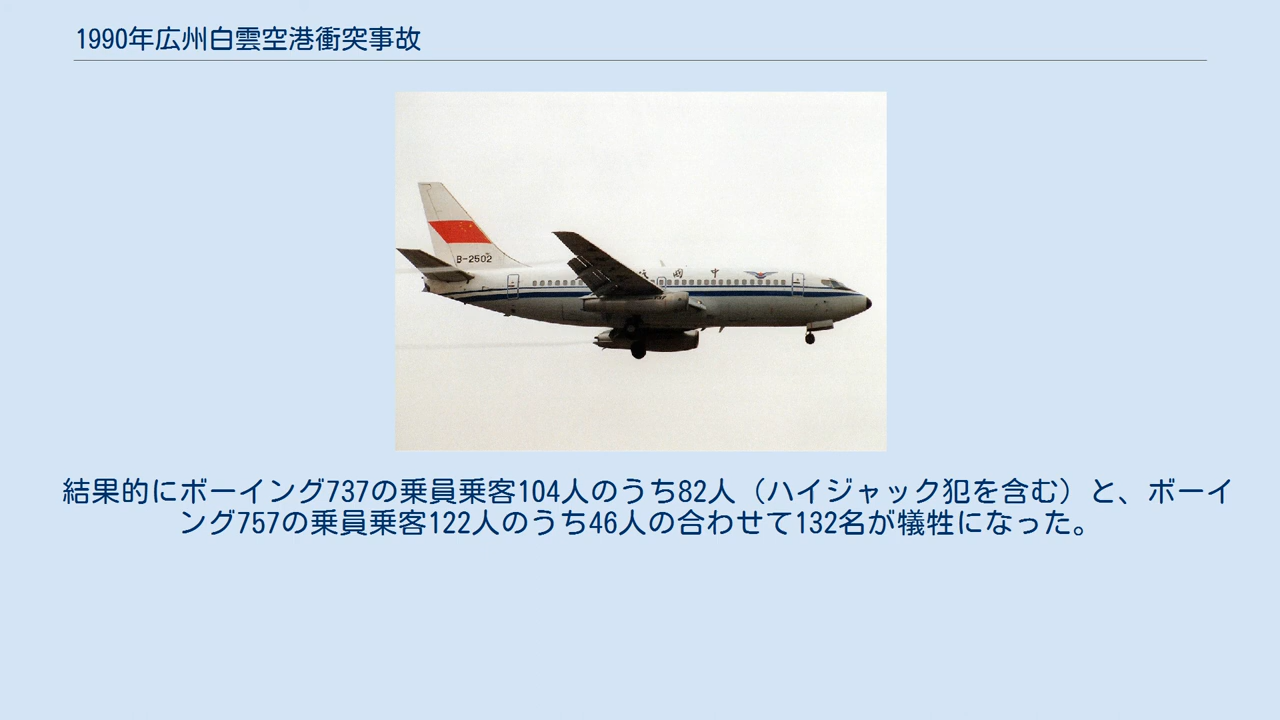 1990年広州白雲空港衝突事故
B-2502
中國
結果的にボーイング737の乗員乗客104人のうち82人（ハイジャック犯を含む）と、ボーイ
ング757の乗員乗客122人のうち46人の合わせて132名が犠牲になった。